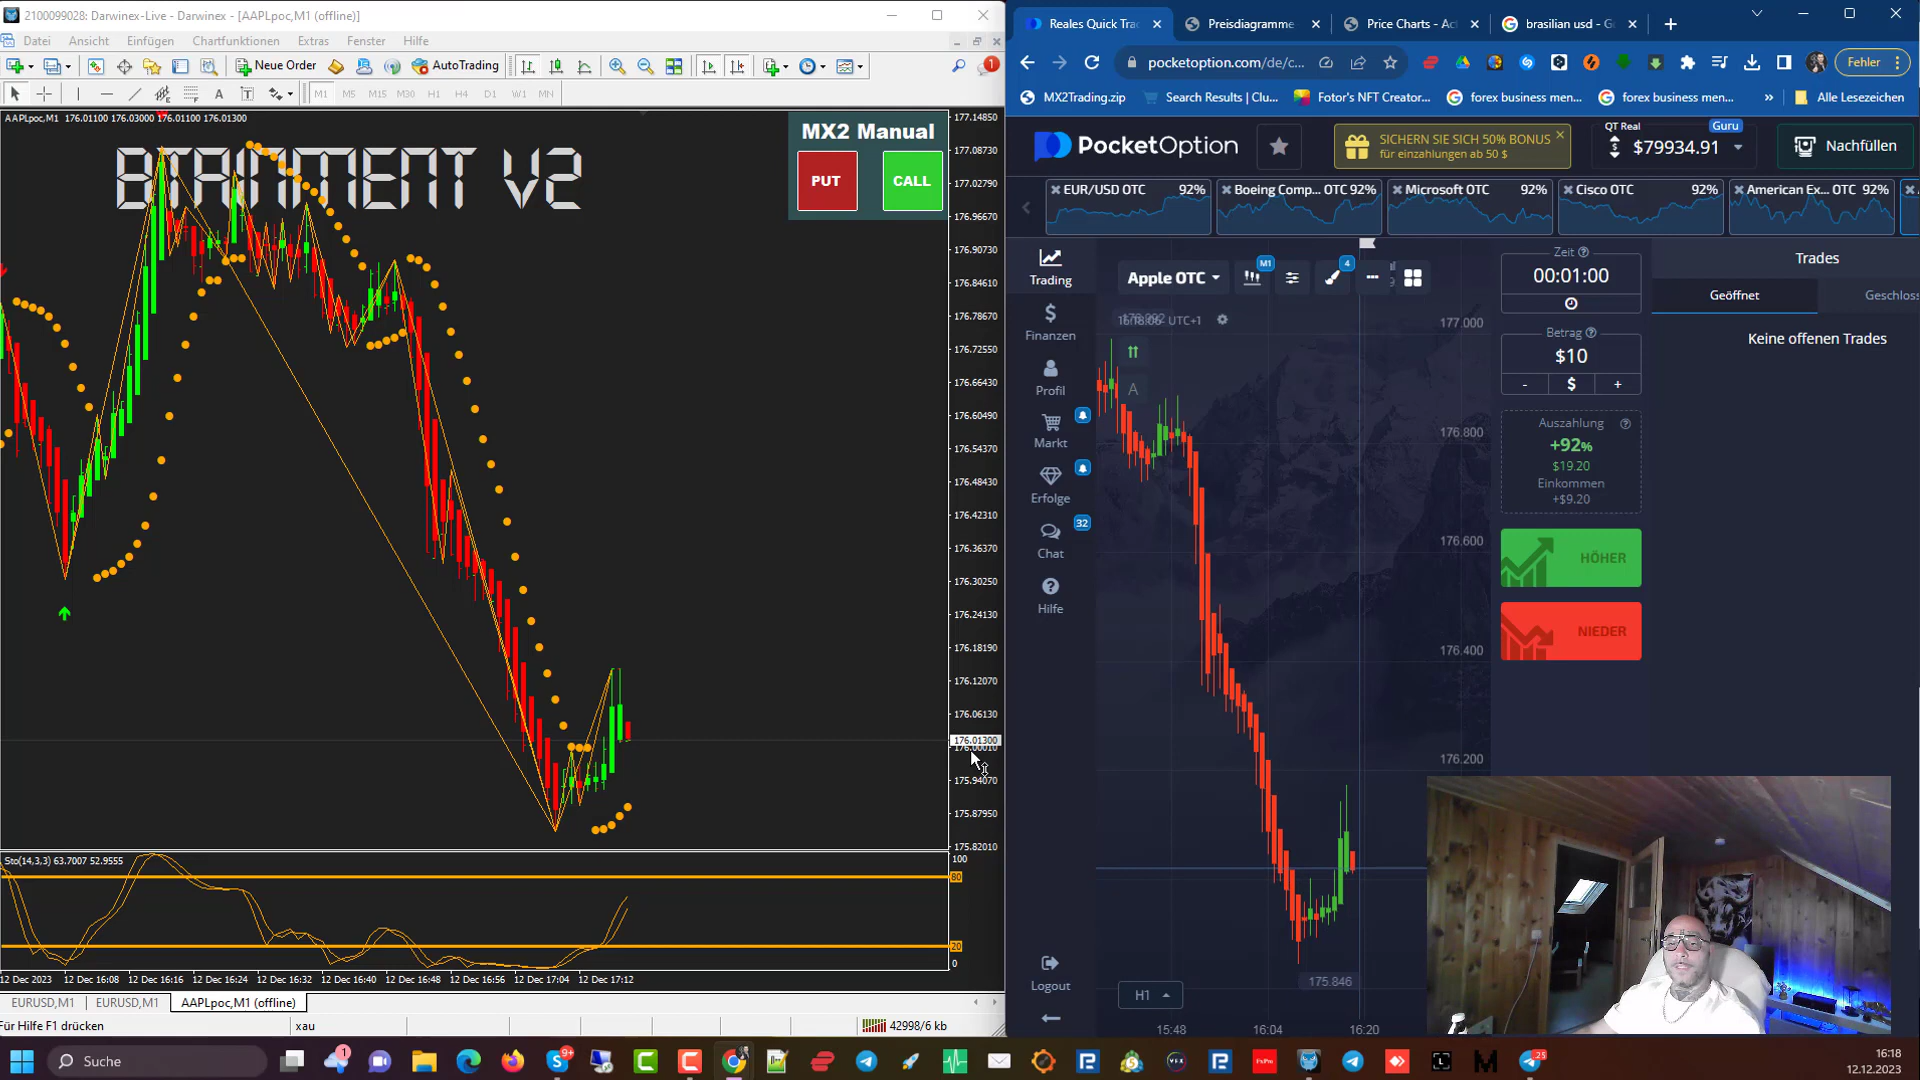 2100099028: Darwinex-Live - Darwinex - [AAPLpoc,M1 (offline)]
Datei Ansicht Einfügen Chartfunktionen Extras Fenster Hilfe
New Order AutoTrading 1
M1 M5 M15 M30 H1 H4 D1 W1 MN
AAPLpoc,M1 176.01100 176.03000 176.01100 176.01300
BTAINMENT V2
MX2 Manual
PUT CALL
177.14850
177.08730
177.02790
176.96670
176.90730
176.84610
176.78670
176.72550
176.66430
176.60490
176.54370
176.48430
176.42310
176.36370
176.30250
176.24130
176.18190
176.12070
176.06130
176.01300
176.00010
175.94070
175.87950
175.82010
Sto(14,3,3) 63.7007 52.9555
100
80
20
0
12 Dec 2023 12 Dec 16:08 12 Dec 16:16 12 Dec 16:24 12 Dec 16:32 12 Dec 16:40 12 Dec 16:48 12 Dec 16:56 12 Dec 17:04 12 Dec 17:12
EURUSD,M1 EURUSD,M1 AAPLpoc,M1 (offline)
Für Hilfe F1 drücken xau 42998/6 kb
Reales Quick Tra Preisdiagramme Price Charts - Ac brasilian usd - G
pocketoption.com/de/c... Fehler
MX2Trading.zip Search Results | Clu... Fotor's NFT Creator... forex business men... forex business men... » Alle Lesezeichen
PocketOption
SICHERN SIE SICH 50% BONUS
für einzahlungen ab 50 $
QT Real Guru
$79934.91
Nachfüllen
EUR/USD OTC 92% Boeing Comp... OTC 92% Microsoft OTC 92% Cisco OTC 92% American Ex... OTC 92%
Trading
Finanzen
Profil
Markt
Erfolge
32
Chat
Hilfe
Logout
Apple OTC M1 4
UTC+1
A
177.000
176.800
176.600
176.400
176.200
175.846
H1
15:48 16:04 16:20
Zeit
00:01:00
Betrag
$10
- $ +
Auszahlung
+92%
$19.20
Einkommen
+$9.20
HÖHER
NIEDER
Trades
Geöffnet Geschloss
Keine offenen Trades
Suche
1
9+
FxPro
25
16:18
12.12.2023